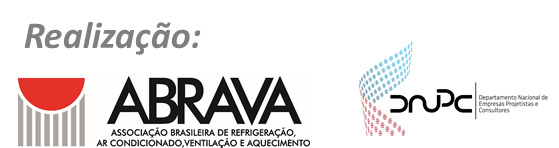 Realização:
ABRAVA
ASSOCIAÇÃO BRASILEIRA DE REFRIGERAÇÃO,
AR CONDICIONADO,VENTILAÇÃO E AQUECIMENTO
DNPC
Departamento Nacional de
Empresas Projetistas e
Consultores